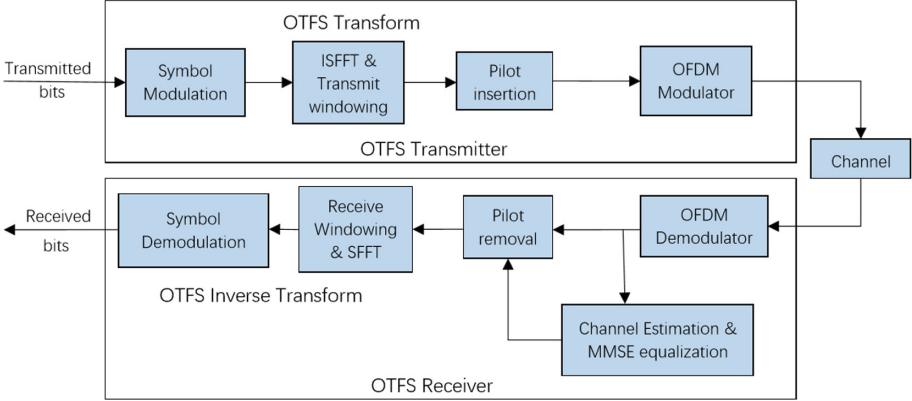 OTFS Transform
Transmitted
bits
Symbol
Modulation
ISFFT &
Transmit
windowing
Pilot
insertion
OFDM
Modulator
OTFS Transmitter
Channel
Received
bits
Symbol
Demodulation
Receive
Windowing
& SFFT
Pilot
removal
OFDM
Demodulator
OTFS Inverse Transform
Channel Estimation &
MMSE equalization
OTFS Receiver